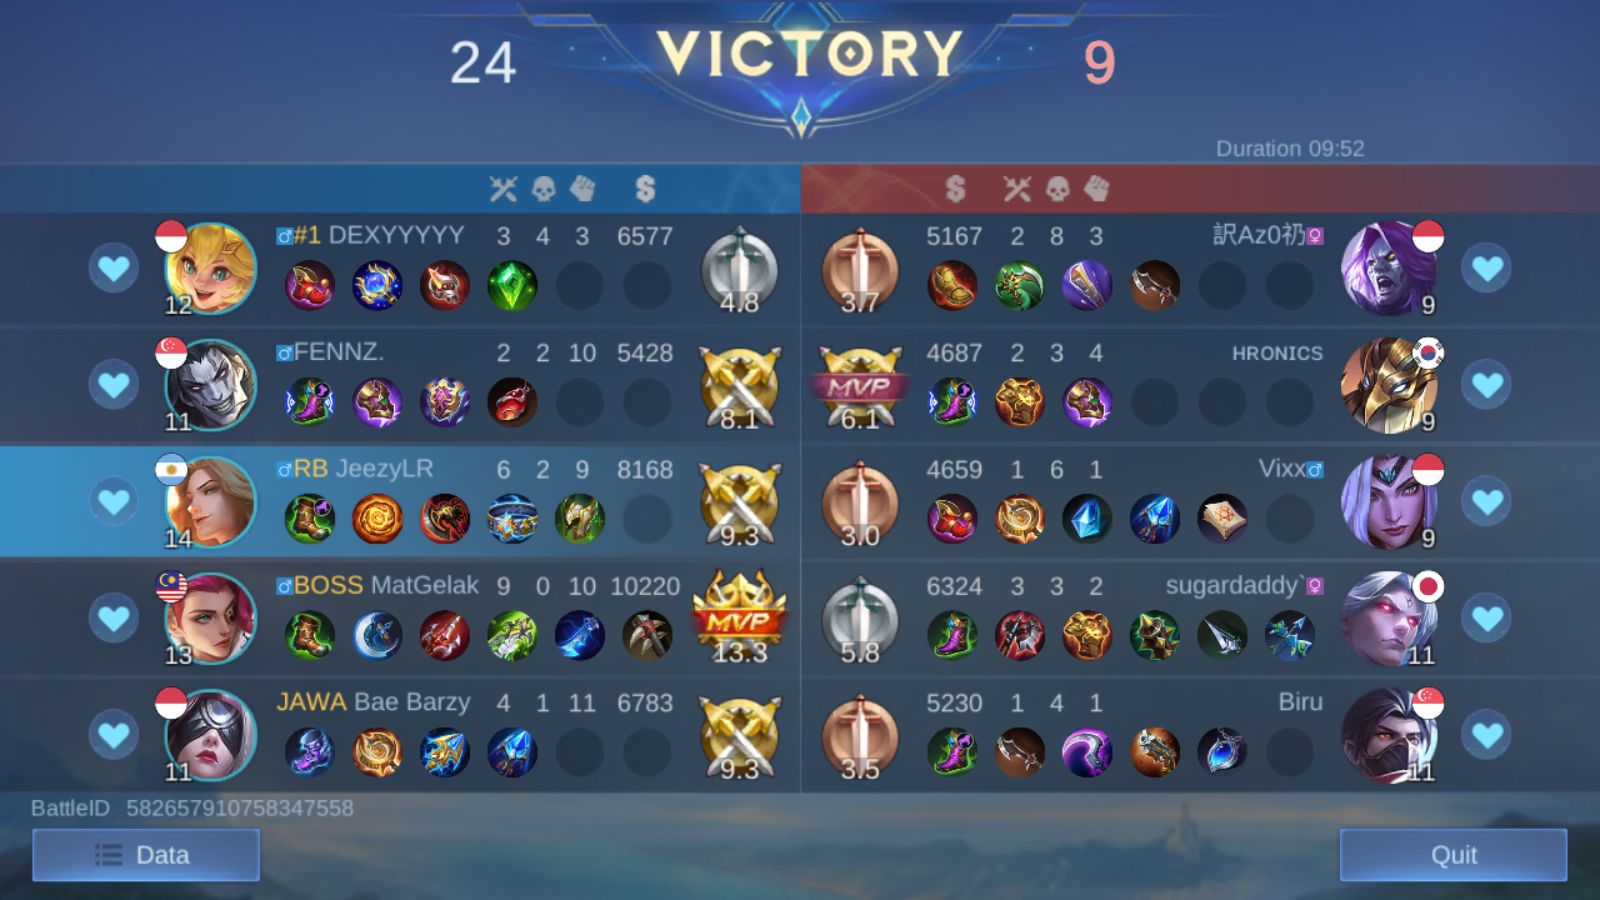 24 VICTORY 9
Duration 09:52
♂#1 DEXYYYYY 3 4 3 6577
12 4.8
5167 2 8 3 訳Az0礽♀
3.7 9
♂FENNZ. 2 2 10 5428
11 8.1
4687 2 3 4 HRONICS
MVP 6.1 9
♂RB JeezyLR 6 2 9 8168
14 9.3
4659 1 6 1 Vixx♂
3.0 9
♂BOSS MatGelak 9 0 10 10220
13 MVP 13.3
6324 3 3 2 sugardaddy`♀
5.8 11
JAWA Bae Barzy 4 1 11 6783
11 9.3
5230 1 4 1 Biru
3.5 11
BattleID 582657910758347558
Data
Quit